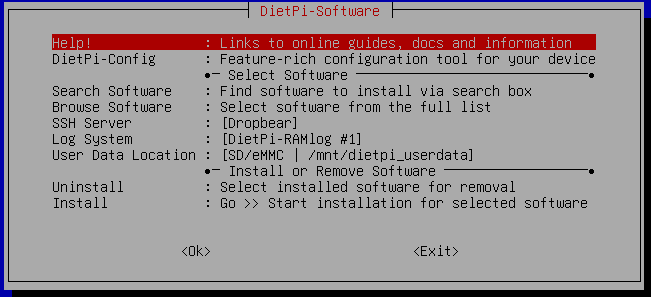 DietPi-Software
Help! : Links to online guides, docs and information
DietPi-Config : Feature-rich configuration tool for your device
Select Software
Search Software : Find software to install via search box
Browse Software : Select software from the full list
SSH Server : [Dropbear]
Log System : [DietPi-RAMlog #1]
User Data Location : [SD/eMMC | /mnt/dietpi_userdata]
Install or Remove Software
Uninstall : Select installed software for removal
Install : Go >> Start installation for selected software
<Ok> <Exit>